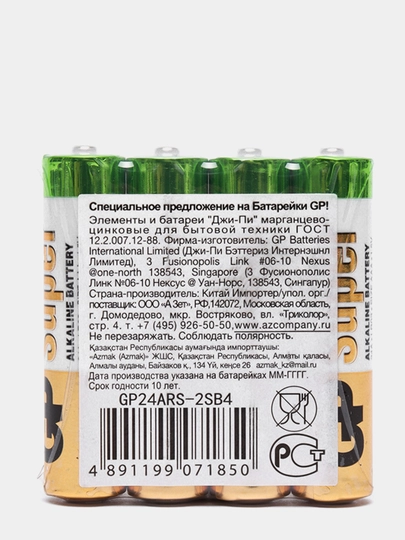 Специальное предложение на Батарейки GP!
Элементы и батареи "Джи-Пи" марганцево-
цинковые для бытовой техники ГОСТ
12.2.007.12-88. Фирма-изготовитель: GP Batteries
International Limited (Джи-Пи Бэттериз Интернэшнл
Лимитед), 3 Fusionopolis Link #06-10 Nexus
@one-north 138543, Singapore (3 Фусионополис
Линк №06-10 Нексус @ Уан-Норс, 138543, Сингапур)
Страна-производитель: Китай Импортер/упол. орг./
поставщик: ООО «А Зет», РФ,142072, Московская область,
г. Домодедово, мкр. Востряково, вл. «Триколор»,
стр. 4. т. +7 (495) 926-50-50, www.azcompany.ru
Не перезаряжать. Соблюдать полярность.
Қазақстан Республикасы аумағында импорттаушы:
«Azmak (Azmak)» ЖШС, Қазақстан Республикасы, Алматы қаласы,
Алмалы ауданы, Байзаков қ., 134 Үй, кеңсе 26 azmak_kz@mail.ru
Дата производства указана на батарейках ММ-ГГГГ.
Срок годности 10 лет.
GP24ARS-2SB4
4 891199 071850
РСТ
GP Super
ALKALINE BATTERY
GP Super
ALKALINE BATTERY